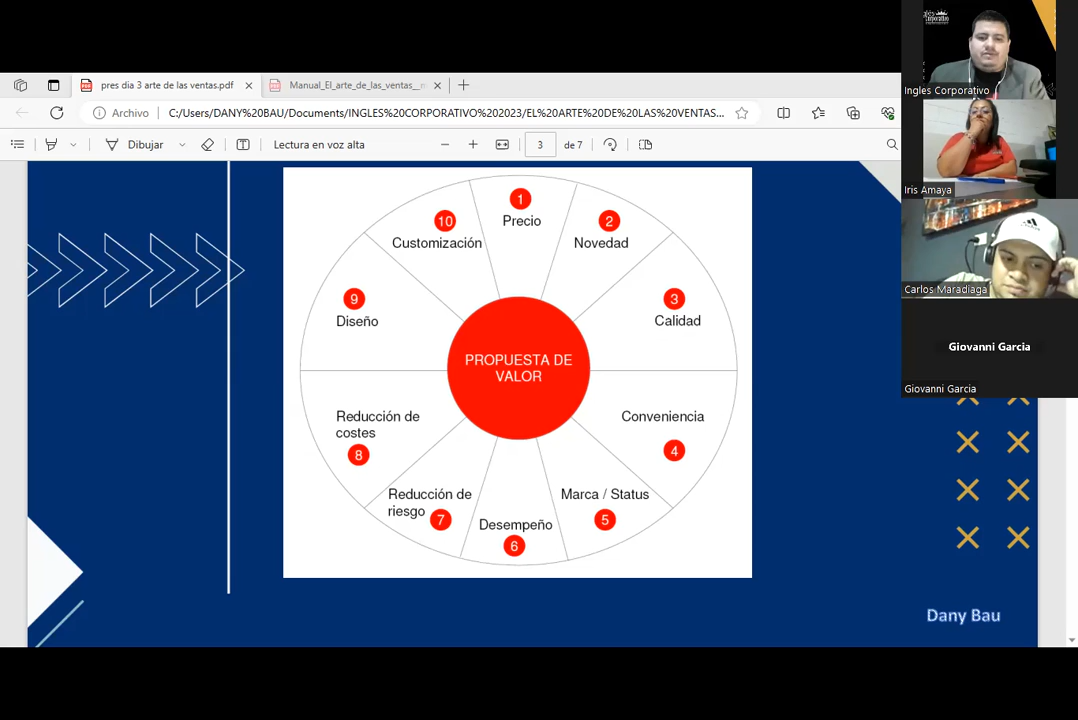 pres dia 3 arte de las ventas.pdf
Manual_El_arte_de_las_ventas_
Archivo
C:/Users/DANY%20BAU/Documents/INGLES%20CORPORATIVO%202023/EL%20ARTE%20DE%20LAS%20VENTAS...
Dibujar
Lectura en voz alta
3
de 7
1
Precio
2
Novedad
10
Customización
9
Diseño
3
Calidad
PROPUESTA DE
VALOR
Reducción de
costes
8
Conveniencia
4
Reducción de
riesgo
7
Marca / Status
5
Desempeño
6
Dany Bau
Ingles Corporativo
Iris Amaya
Carlos Maradiaga
Giovanni Garcia
Giovanni Garcia